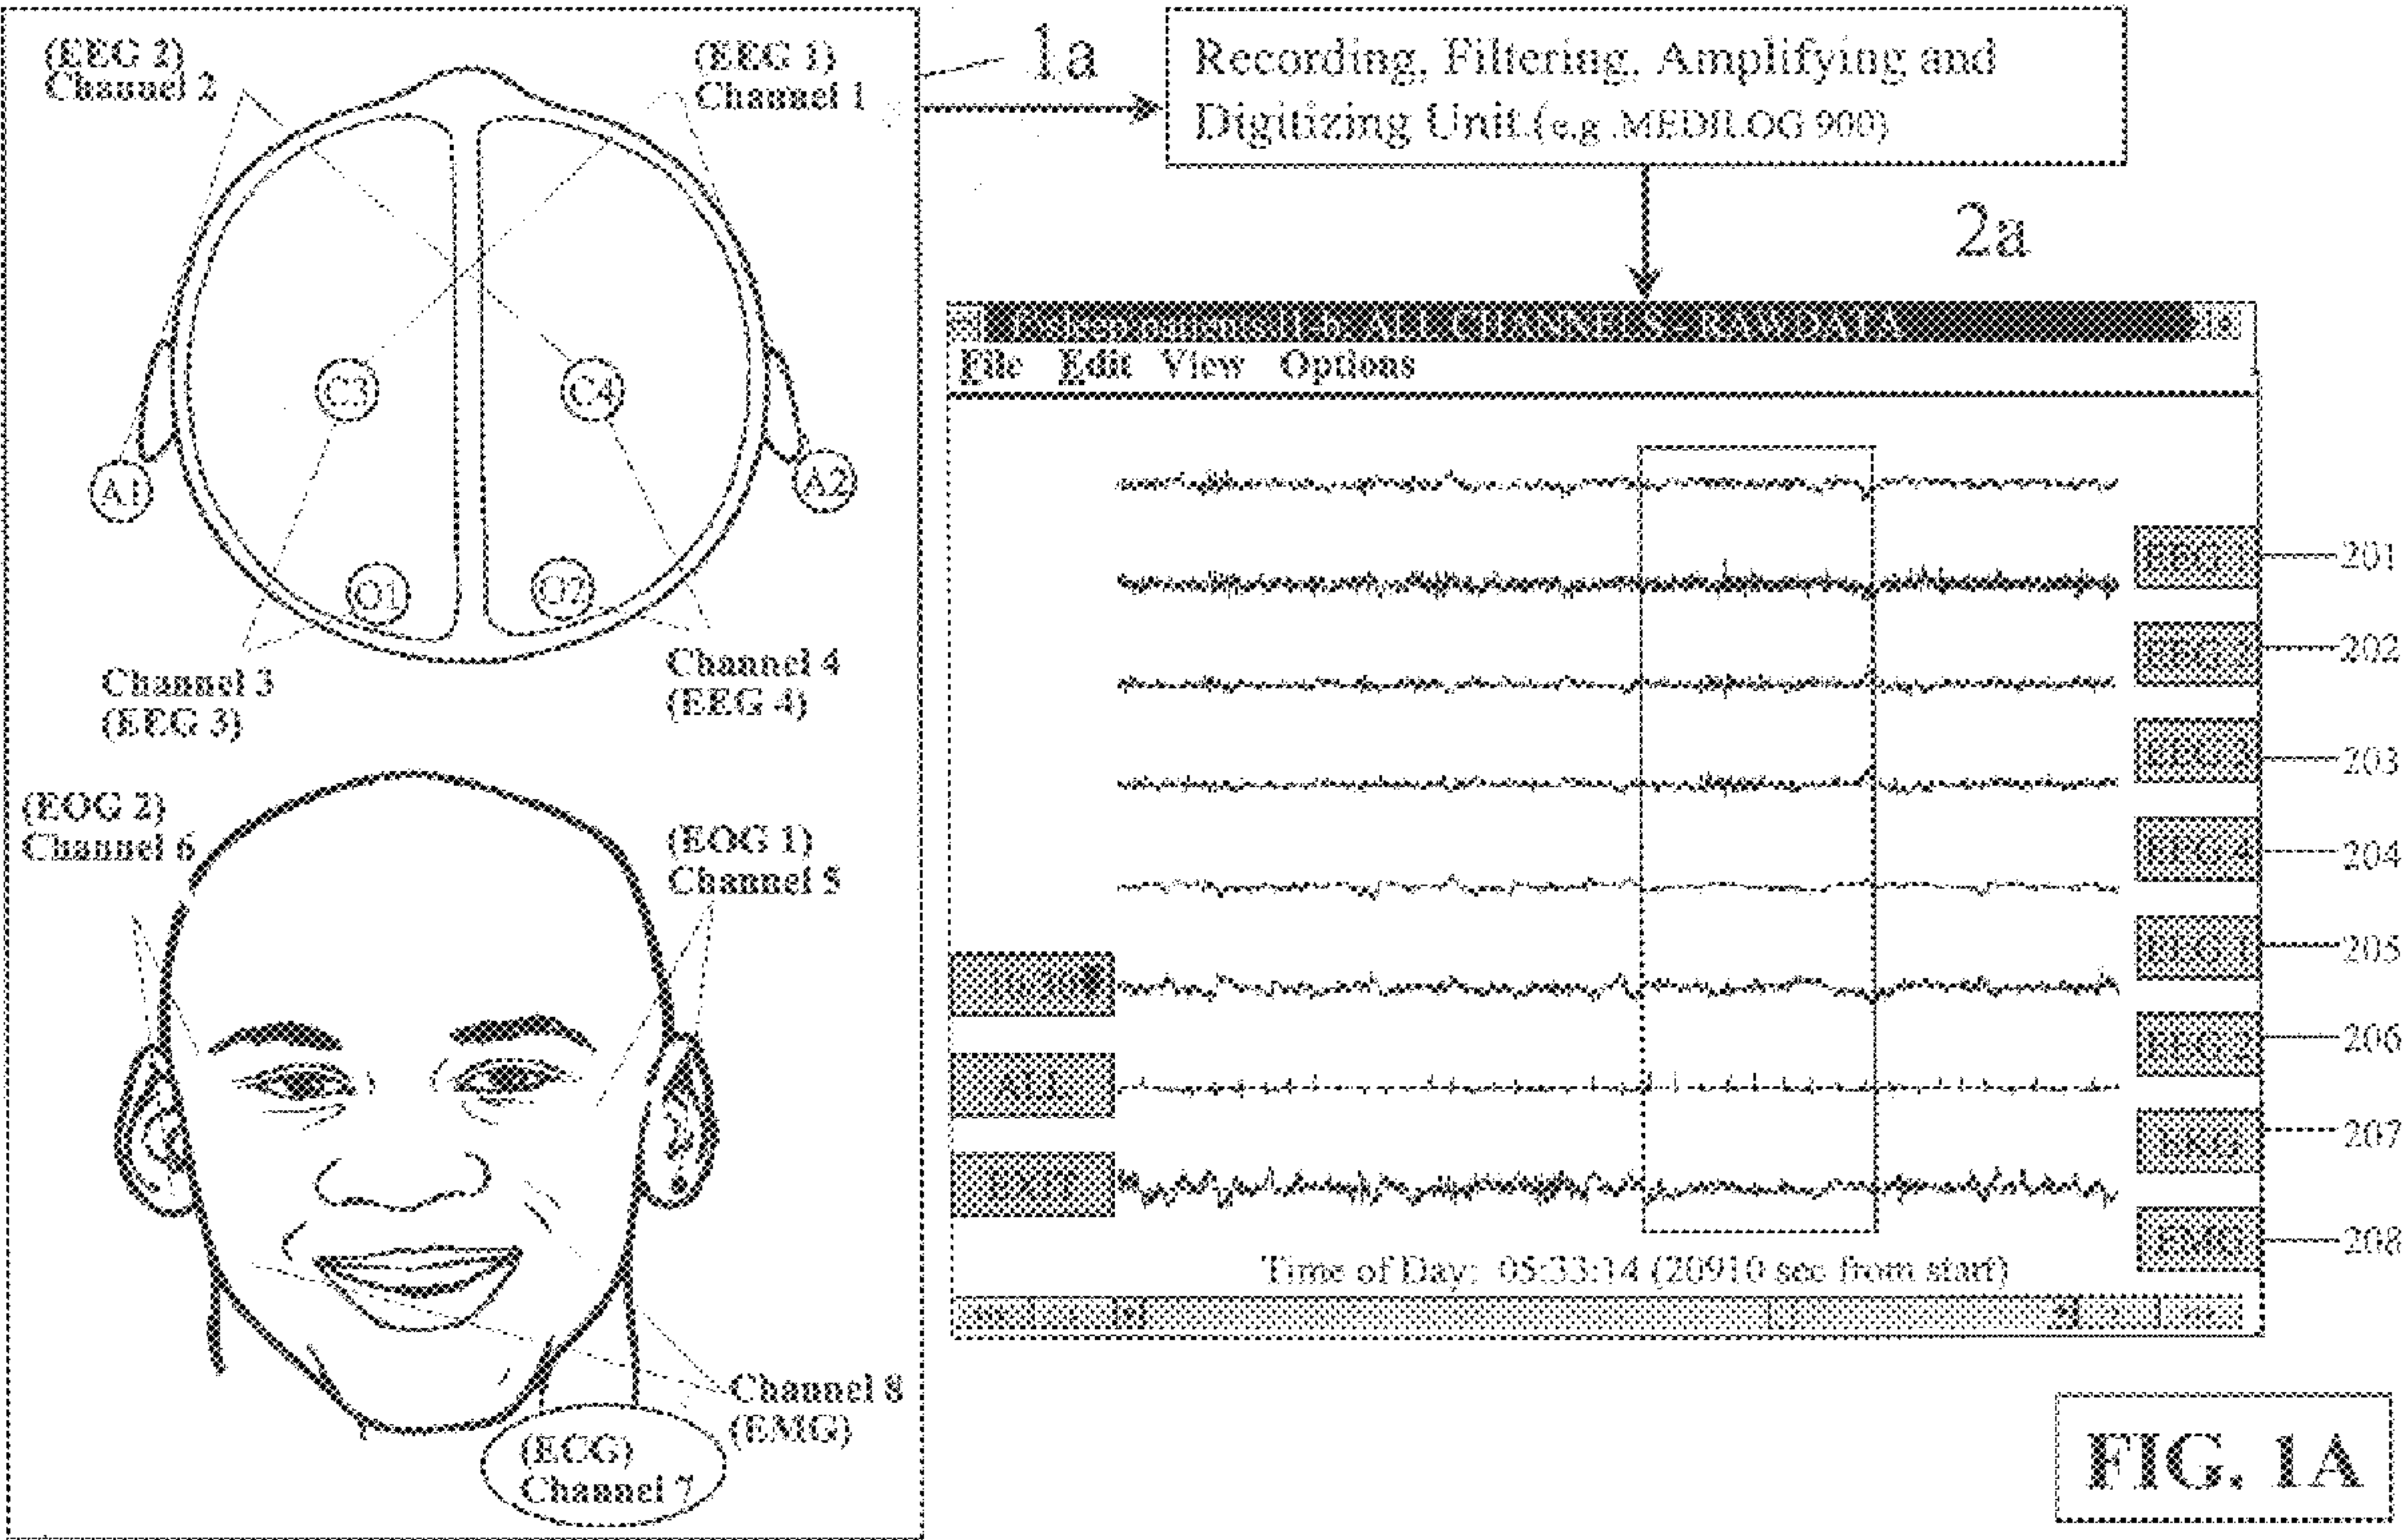 (EEG 2)
Channel 2
(EEG 1)
Channel 1
C3
C4
A1
A2
O1
O2
Channel 3
(EEG 3)
Channel 4
(EEG 4)
(EOG 2)
Channel 6
(EOG 1)
Channel 5
Channel 8
(EMG)
(ECG)
Channel 7
1a
Recording, Filtering, Amplifying and
Digitizing Unit.(e.g .MEDILOG 900)
2a
ALL CHANNELS - RAWDATA
File Edit View Options
201
202
203
204
205
206
207
208
Time of Day: 05:33:14 (20910 sec from start)
FIG. 1A